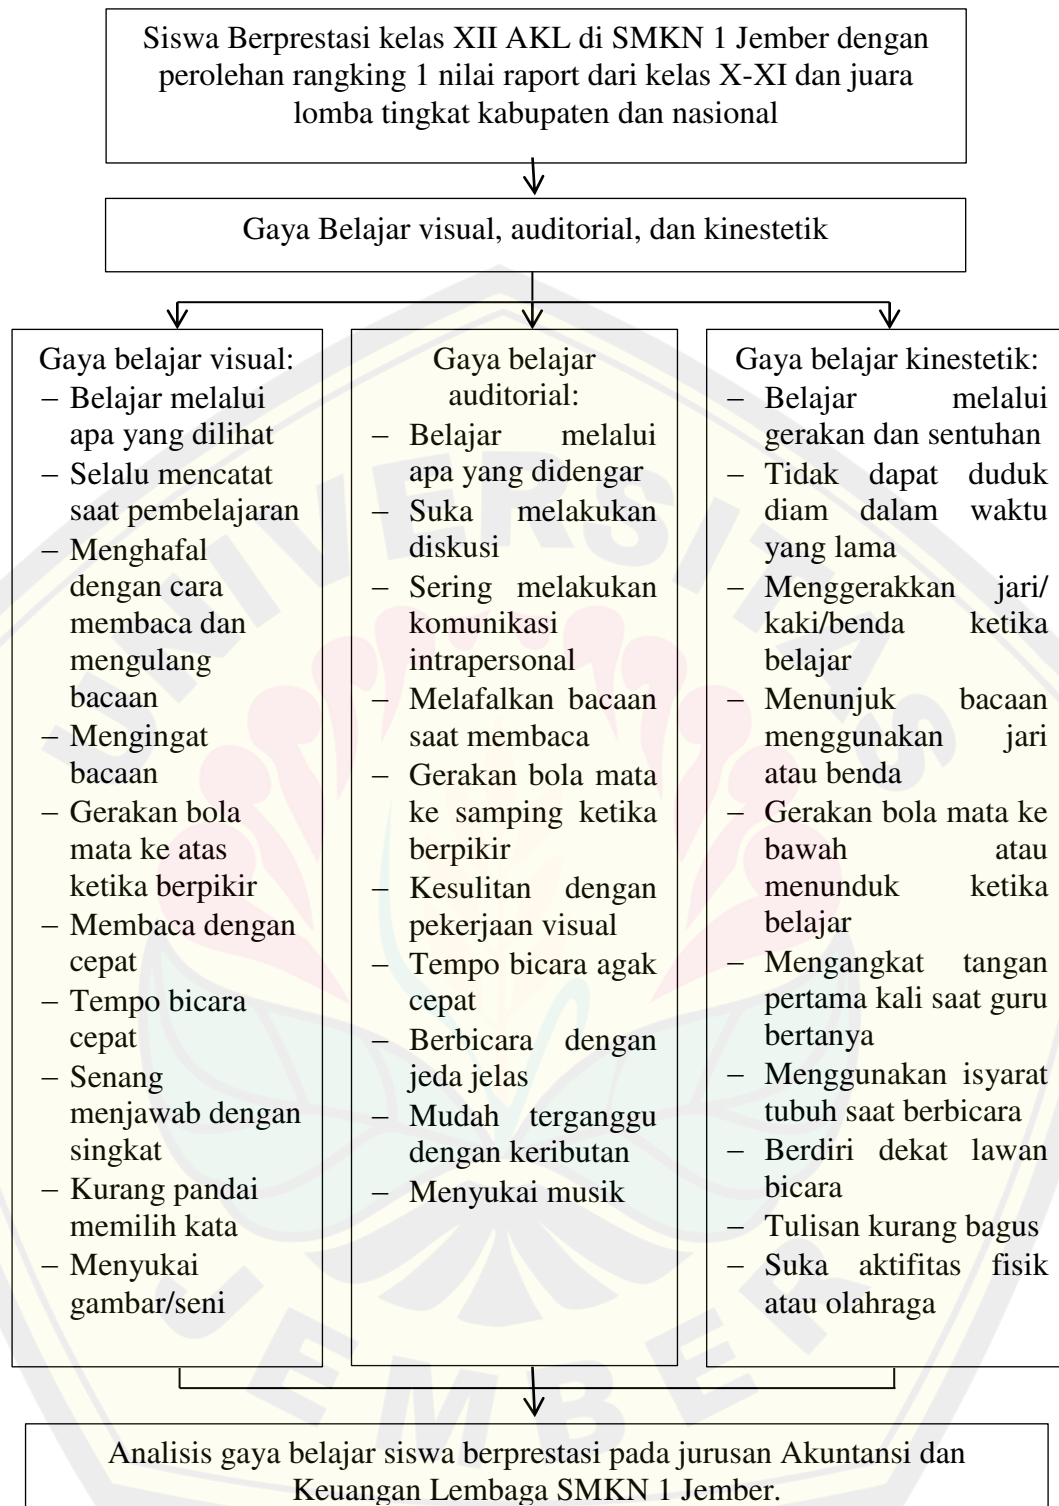 Siswa Berprestasi kelas XII AKL di SMKN 1 Jember dengan
perolehan rangking 1 nilai raport dari kelas X-XI dan juara
lomba tingkat kabupaten dan nasional
Gaya Belajar visual, auditorial, dan kinestetik
Gaya belajar visual:
– Belajar melalui
apa yang dilihat
– Selalu mencatat
saat pembelajaran
– Menghafal
dengan cara
membaca dan
mengulang
bacaan
– Mengingat
bacaan
– Gerakan bola
mata ke atas
ketika berpikir
– Membaca dengan
cepat
– Tempo bicara
cepat
– Senang
menjawab dengan
singkat
– Kurang pandai
memilih kata
– Menyukai
gambar/seni
Gaya belajar
auditorial:
– Belajar melalui
apa yang didengar
– Suka melakukan
diskusi
– Sering melakukan
komunikasi
intrapersonal
– Melafalkan bacaan
saat membaca
– Gerakan bola mata
ke samping ketika
berpikir
– Kesulitan dengan
pekerjaan visual
– Tempo bicara agak
cepat
– Berbicara dengan
jeda jelas
– Mudah terganggu
dengan keributan
– Menyukai musik
Gaya belajar kinestetik:
– Belajar melalui
gerakan dan sentuhan
– Tidak dapat duduk
diam dalam waktu
yang lama
– Menggerakkan jari/
kaki/benda ketika
belajar
– Menunjuk bacaan
menggunakan jari
atau benda
– Gerakan bola mata ke
bawah atau
menunduk ketika
belajar
– Mengangkat tangan
pertama kali saat guru
bertanya
– Menggunakan isyarat
tubuh saat berbicara
– Berdiri dekat lawan
bicara
– Tulisan kurang bagus
– Suka aktifitas fisik
atau olahraga
Analisis gaya belajar siswa berprestasi pada jurusan Akuntansi dan
Keuangan Lembaga SMKN 1 Jember.
UNIVERSITAS
JEMBER